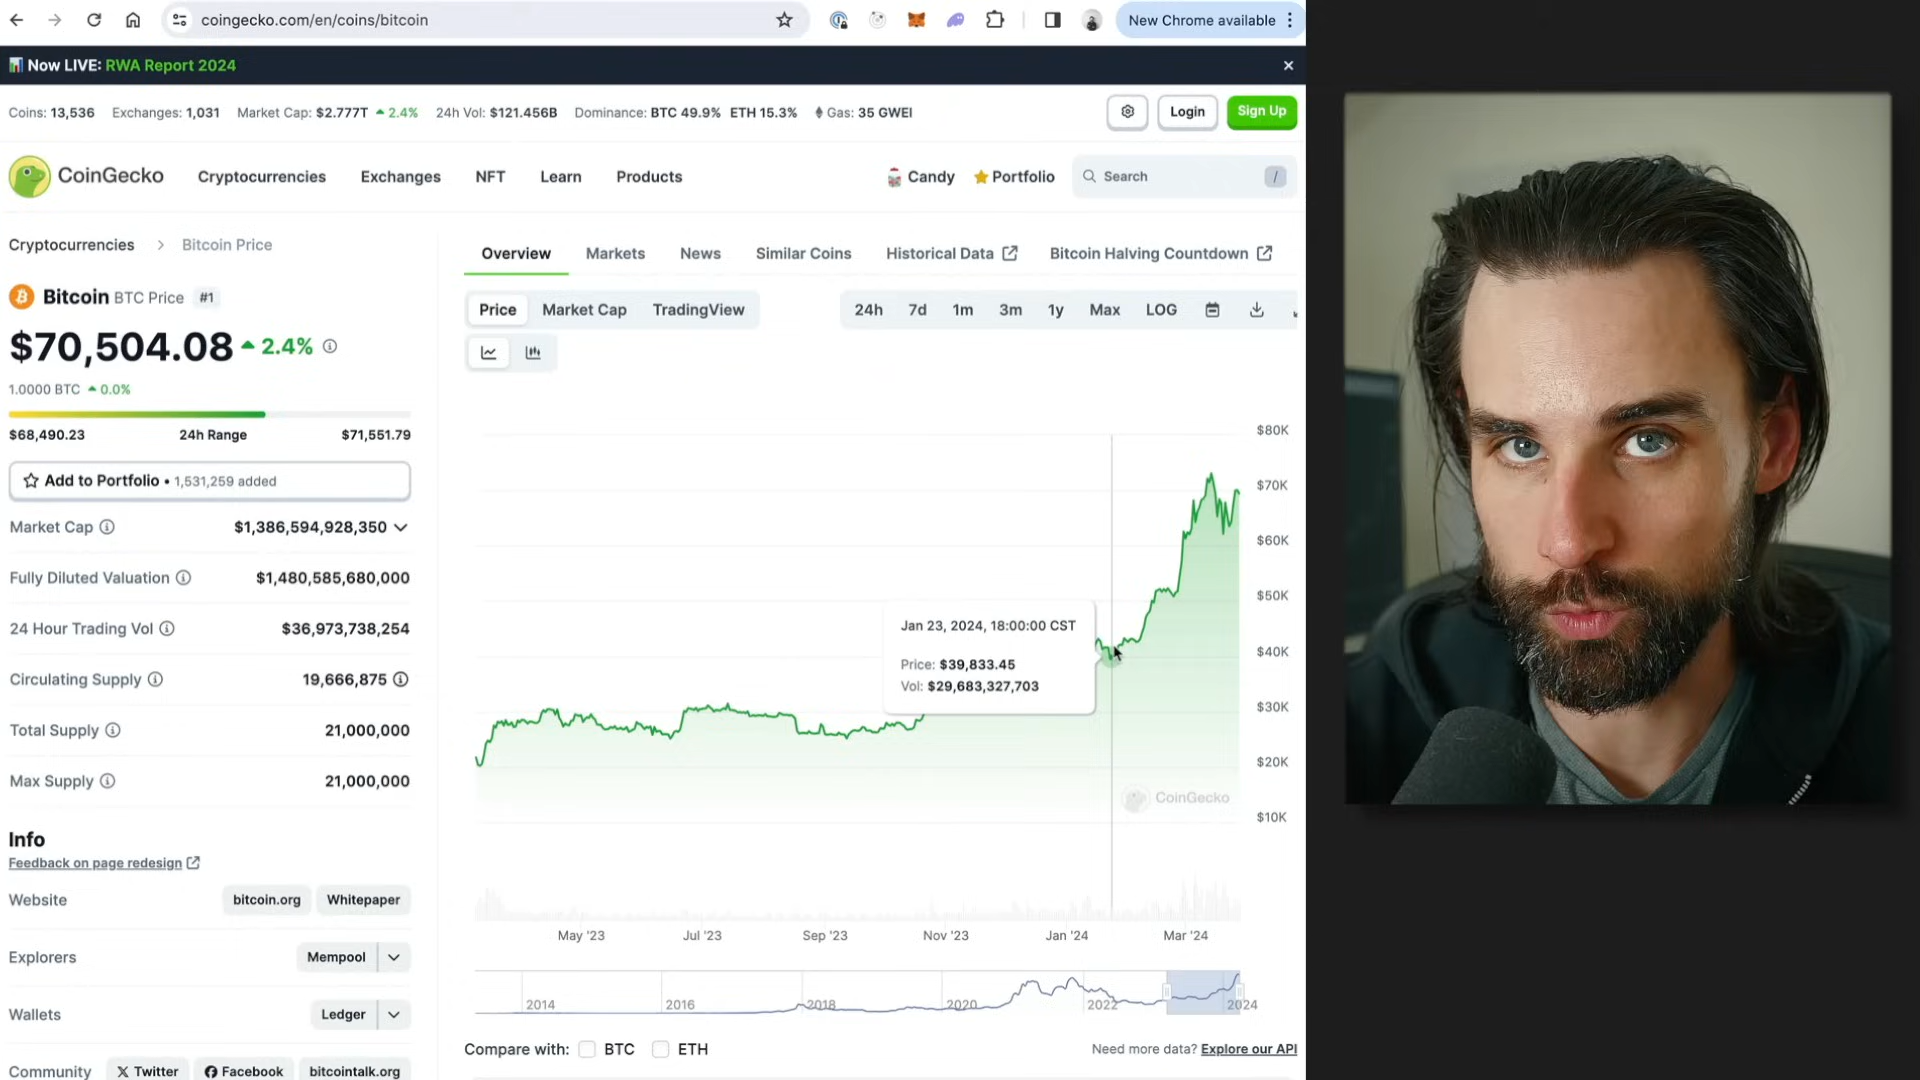 coingecko.com/en/coins/bitcoin
New Chrome available
Now LIVE: RWA Report 2024
Coins: 13,536 Exchanges: 1,031 Market Cap: $2.777T 2.4% 24h Vol: $121.456B Dominance: BTC 49.9% ETH 15.3% Gas: 35 GWEI
Login
Sign Up
CoinGecko
Cryptocurrencies Exchanges NFT Learn Products
Candy Portfolio
Search /
Cryptocurrencies > Bitcoin Price
Bitcoin BTC Price #1
$70,504.08 2.4%
1.0000 BTC 0.0%
$68,490.23 24h Range $71,551.79
Add to Portfolio • 1,531,259 added
Market Cap $1,386,594,928,350
Fully Diluted Valuation $1,480,585,680,000
24 Hour Trading Vol $36,973,738,254
Circulating Supply 19,666,875
Total Supply 21,000,000
Max Supply 21,000,000
Info
Feedback on page redesign
Website bitcoin.org Whitepaper
Explorers Mempool
Wallets Ledger
Community Twitter Facebook bitcointalk.org
Overview Markets News Similar Coins Historical Data Bitcoin Halving Countdown
Price Market Cap TradingView
24h 7d 1m 3m 1y Max LOG
$80K
$70K
$60K
$50K
$40K
$30K
$20K
$10K
Jan 23, 2024, 18:00:00 CST
Price: $39,833.45
Vol: $29,683,327,703
CoinGecko
May '23 Jul '23 Sep '23 Nov '23 Jan '24 Mar '24
2014 2016 2018 2020 2022 2024
Compare with: BTC ETH
Need more data? Explore our API